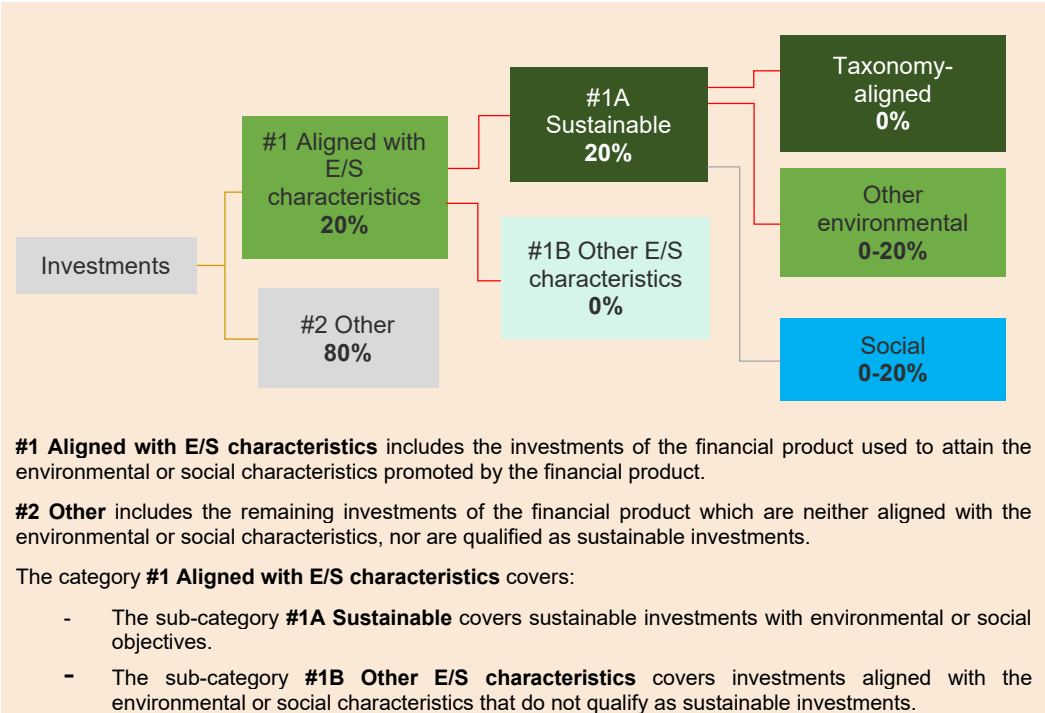 Investments
#1 Aligned with
E/S
characteristics
20%
#2 Other
80%
#1A
Sustainable
20%
#1B Other E/S
characteristics
0%
Taxonomy-
aligned
0%
Other
environmental
0-20%
Social
0-20%
#1 Aligned with E/S characteristics includes the investments of the financial product used to attain the
environmental or social characteristics promoted by the financial product.
#2 Other includes the remaining investments of the financial product which are neither aligned with the
environmental or social characteristics, nor are qualified as sustainable investments.
The category #1 Aligned with E/S characteristics covers:
- The sub-category #1A Sustainable covers sustainable investments with environmental or social
objectives.
- The sub-category #1B Other E/S characteristics covers investments aligned with the
environmental or social characteristics that do not qualify as sustainable investments.